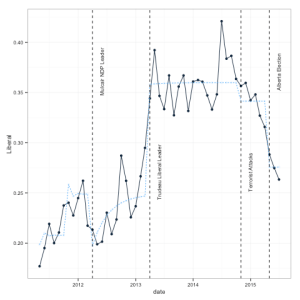 Mulcair NDP Leader
Trudeau Liberal Leader
Terrorist Attacks
Alberta Election
Liberal
0.40
0.35
0.30
0.25
0.20
2012
2013
2014
2015
date